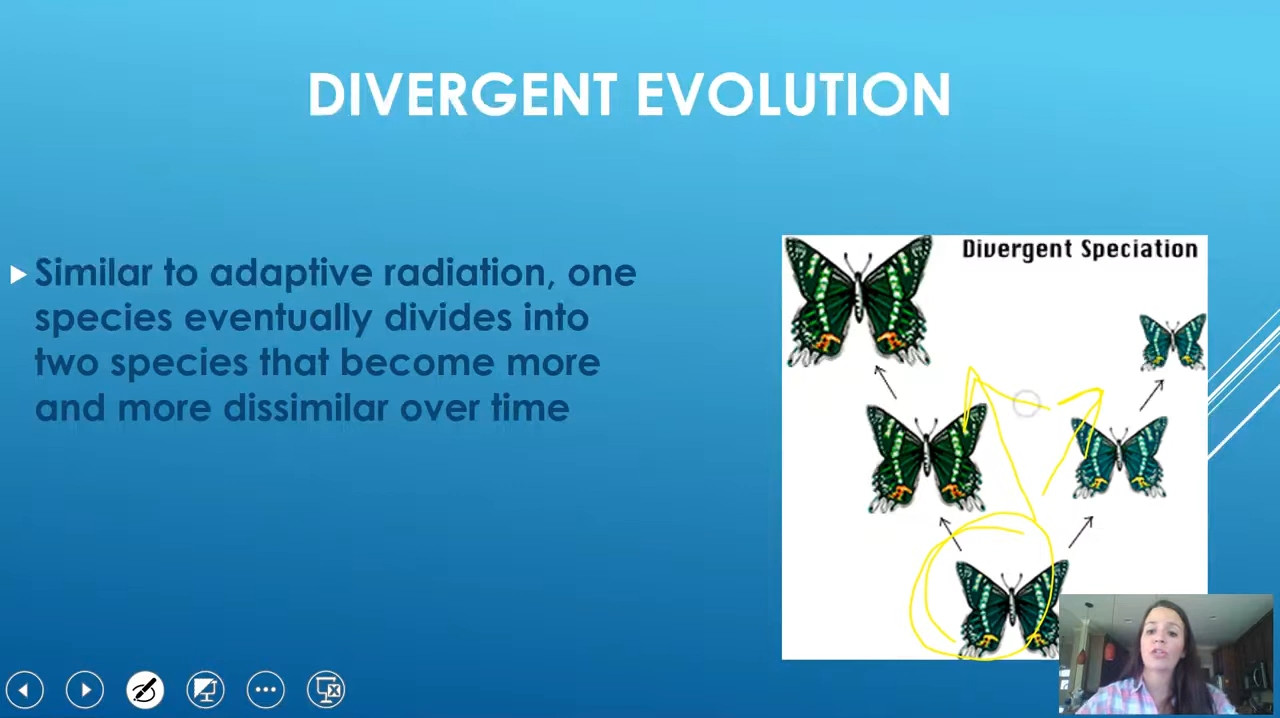 DIVERGENT EVOLUTION
Similar to adaptive radiation, one
species eventually divides into
two species that become more
and more dissimilar over time
Divergent Speciation